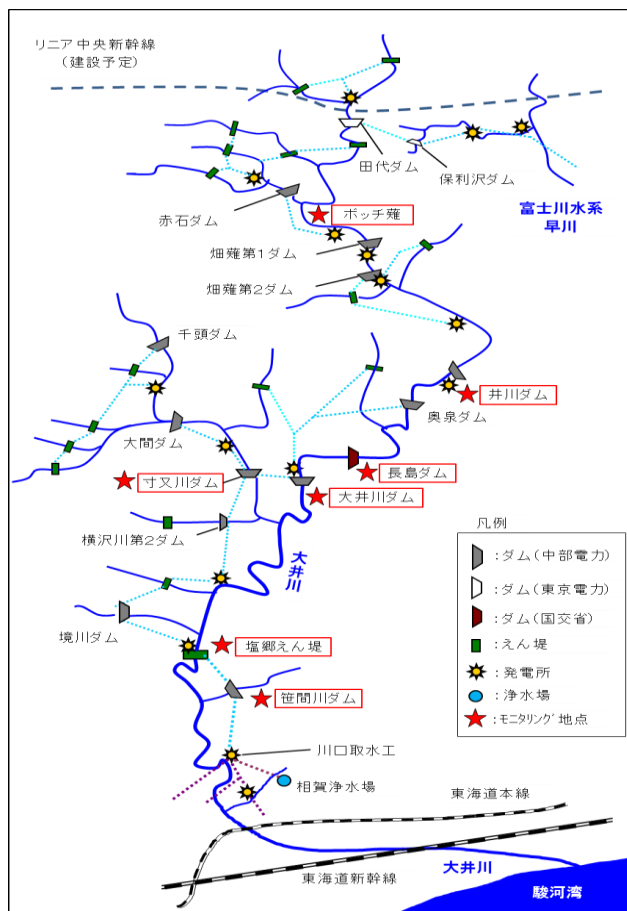 リニア中央新幹線
(建設予定)
田代ダム
保利沢ダム
富士川水系
早川
赤石ダム
ボッチ薙
畑薙第1ダム
畑薙第2ダム
千頭ダム
井川ダム
奥泉ダム
大間ダム
長島ダム
寸又川ダム
大井川ダム
横沢川第2ダム
大井川
凡例
:ダム(中部電力)
:ダム(東京電力)
:ダム(国交省)
:えん堤
:発電所
:浄水場
:モニタリング地点
境川ダム
塩郷えん堤
笹間川ダム
川口取水工
相賀浄水場
東海道本線
大井川
東海道新幹線
駿河湾